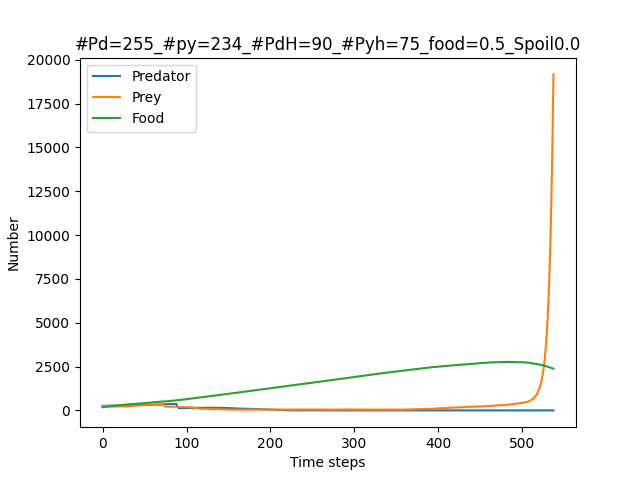 #Pd=255_#py=234_#PdH=90_#Pyh=75_food=0.5_Spoil0.0
20000
17500
15000
12500
10000
7500
5000
2500
0
Number
Predator
Prey
Food
0 100 200 300 400 500
Time steps